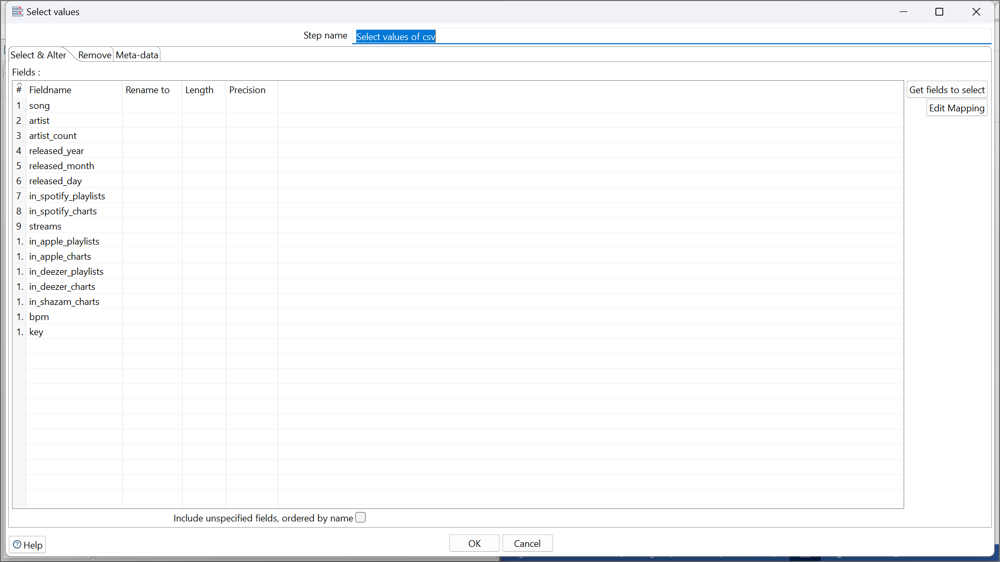 Select values
Step name Select values of csv
Select & Alter Remove Meta-data
Fields :
# Fieldname Rename to Length Precision
Get fields to select
Edit Mapping
1 song
2 artist
3 artist_count
4 released_year
5 released_month
6 released_day
7 in_spotify_playlists
8 in_spotify_charts
9 streams
1. in_apple_playlists
1. in_apple_charts
1. in_deezer_playlists
1. in_deezer_charts
1. in_shazam_charts
1. bpm
1. key
Include unspecified fields, ordered by name
Help OK Cancel